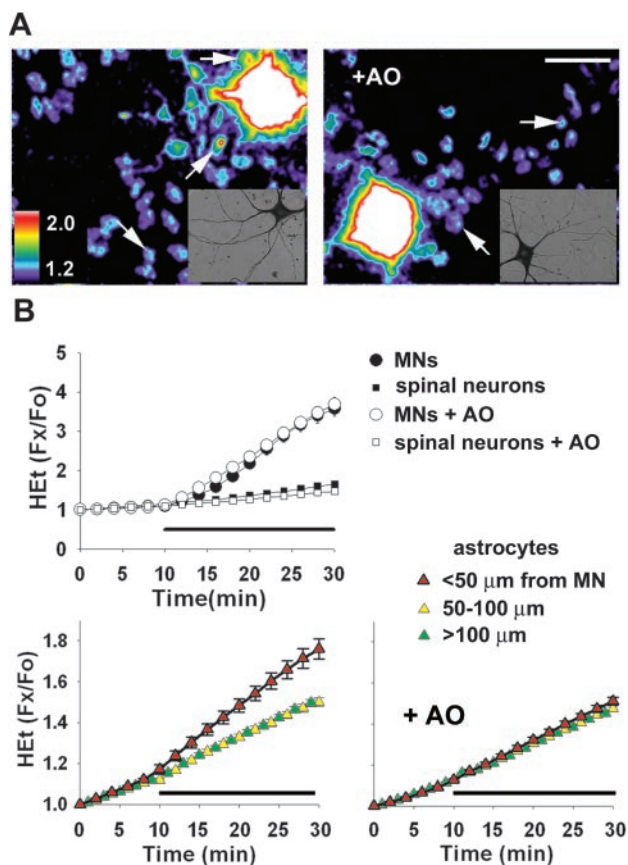 A
+AO
2.0
1.2
B
5
4
3
2
1
0
HEt (Fx/Fo)
0 5 10 15 20 25 30
Time(min)
MNs
spinal neurons
MNs + AO
spinal neurons + AO
astrocytes
<50 μm from MN
50-100 μm
>100 μm
1.8
1.6
1.4
1.2
1.0
HEt (Fx/Fo)
0 5 10 15 20 25 30
Time (min)
+ AO
0 5 10 15 20 25 30
Time (min)